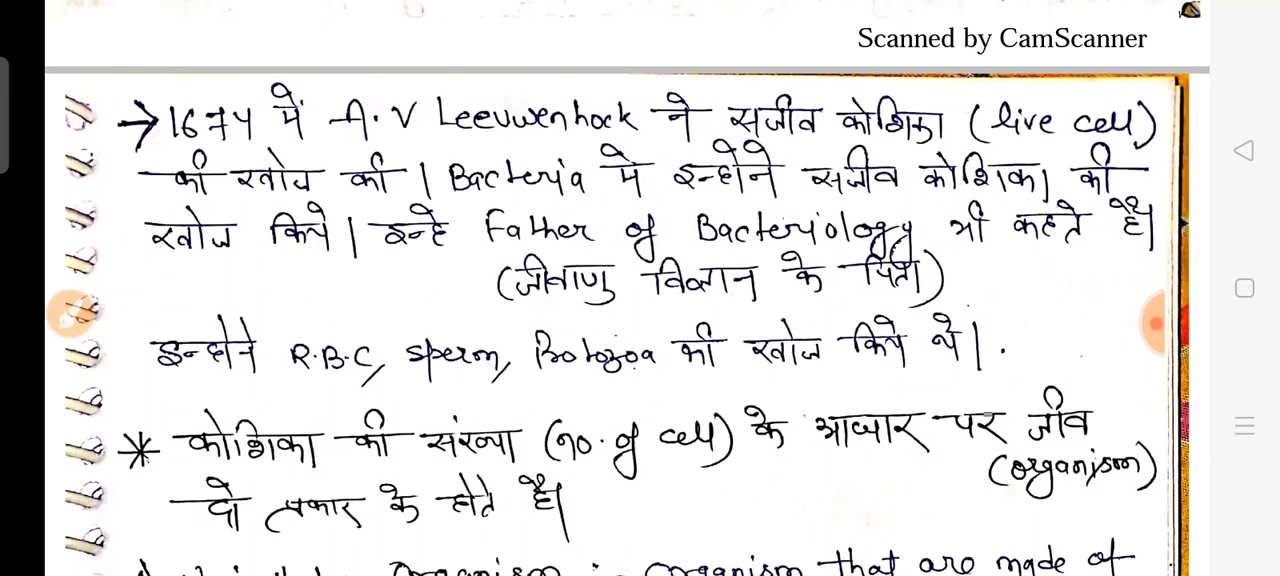 Scanned by CamScanner
→ 1674 में A. V Leeuwenhock ने सजीव कोशिका (live cell)
की खोज की | Bacteria मे इन्होने सजीव कोशिका की
खोज किये | इन्हे Father of Bacteriology भी कहते है|
(जीवाणु विज्ञान के पिता)
इन्होने R.B.C, sperm, Protozoa की खोज किये थे | .
* कोशिका की संख्या (no. of cell) के आधार पर जीव
(organism)
दो प्रकार के होते है|
organism that are made of